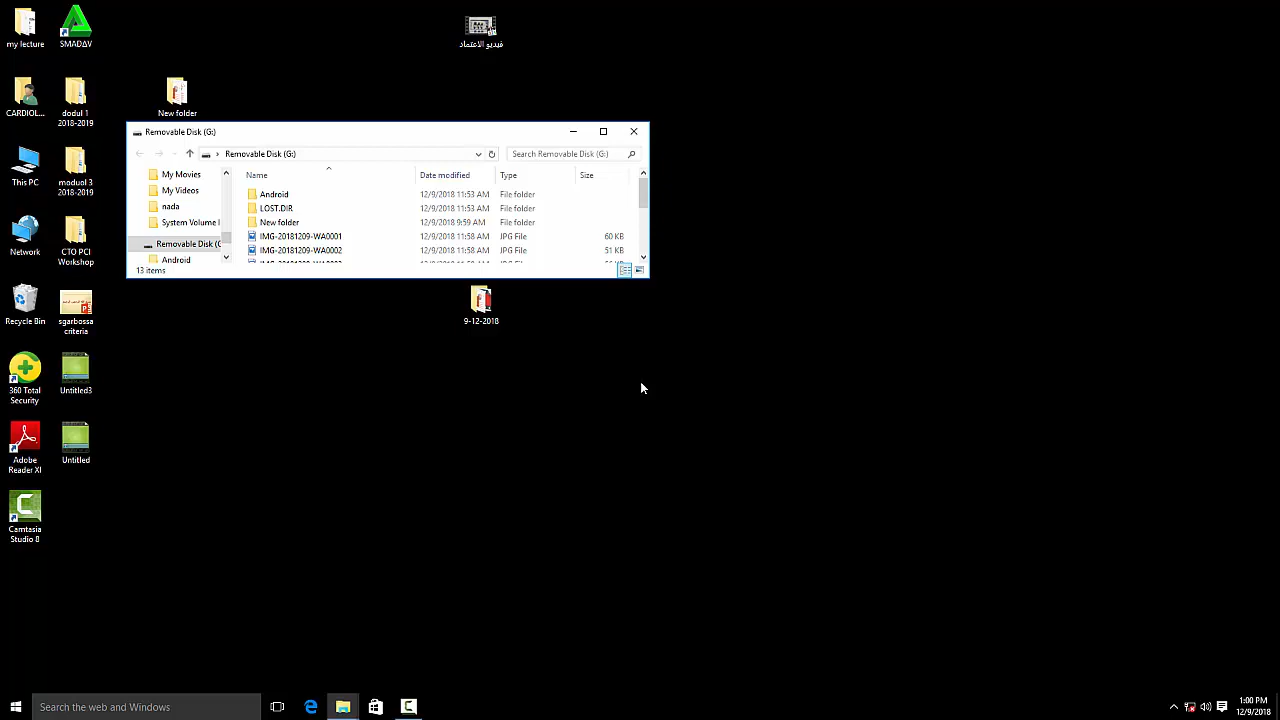 my lecture
SMADAV
فيديو الاعتماد
CARDIOL...
dodul 1
2018-2019
New folder
This PC
moduol 3
2018-2019
Network
CTO PCI
Workshop
Recycle Bin
sgarbossa
criteria
360 Total
Security
Untitled3
Adobe
Reader XI
Untitled
Camtasia
Studio 8
9-12-2018
Removable Disk (G:)
Removable Disk (G:)
Search Removable Disk (G:)
Name Date modified Type Size
My Movies
My Videos
nada
System Volume I
Removable Disk (G
Android
Android 12/9/2018 11:53 AM File folder
LOST.DIR 12/9/2018 11:53 AM File folder
New folder 12/9/2018 9:59 AM File folder
IMG-20181209-WA0001 12/9/2018 11:58 AM JPG File 60 KB
IMG-20181209-WA0002 12/9/2018 11:58 AM JPG File 51 KB
13 items
Search the web and Windows
1:00 PM
12/9/2018